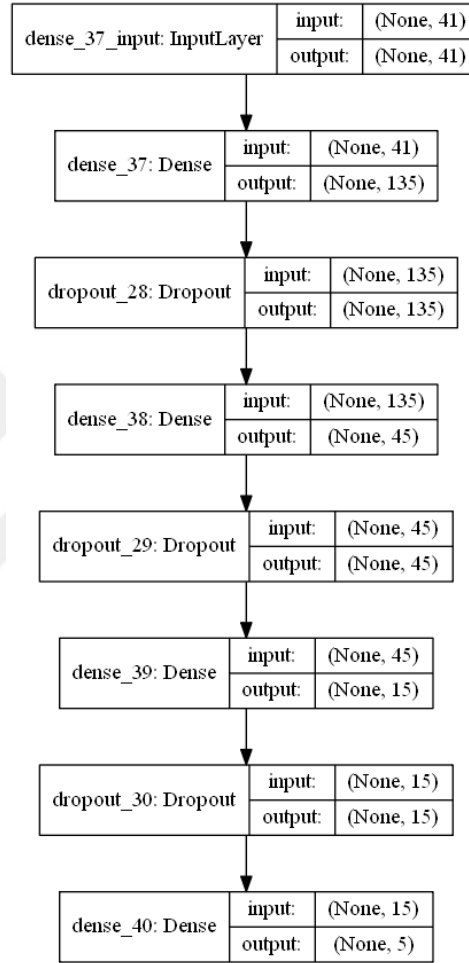 dense_37_input: InputLayer
input: (None, 41)
output: (None, 41)
dense_37: Dense
input: (None, 41)
output: (None, 135)
dropout_28: Dropout
input: (None, 135)
output: (None, 135)
dense_38: Dense
input: (None, 135)
output: (None, 45)
dropout_29: Dropout
input: (None, 45)
output: (None, 45)
dense_39: Dense
input: (None, 45)
output: (None, 15)
dropout_30: Dropout
input: (None, 15)
output: (None, 15)
dense_40: Dense
input: (None, 15)
output: (None, 5)